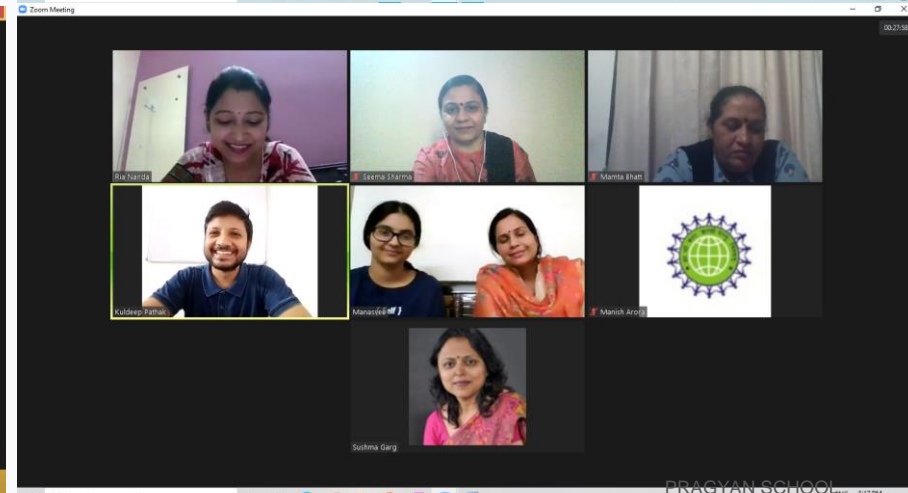 Zoom Meeting
00:27:58
Ria Nanda
Seema Sharma
Mamta Bhatt
Kuldeep Pathak
Manasvee
Manish Arora
Sushma Garg
PRAGYAN SCHOOL